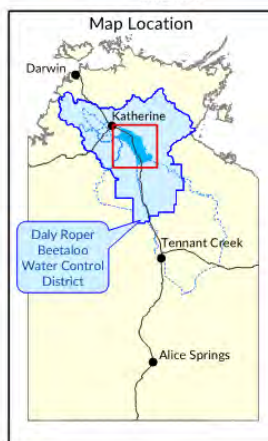 Map Location
Darwin
Katherine
Daly Roper
Beetaloo
Water Control
District
Tennant Creek
Alice Springs